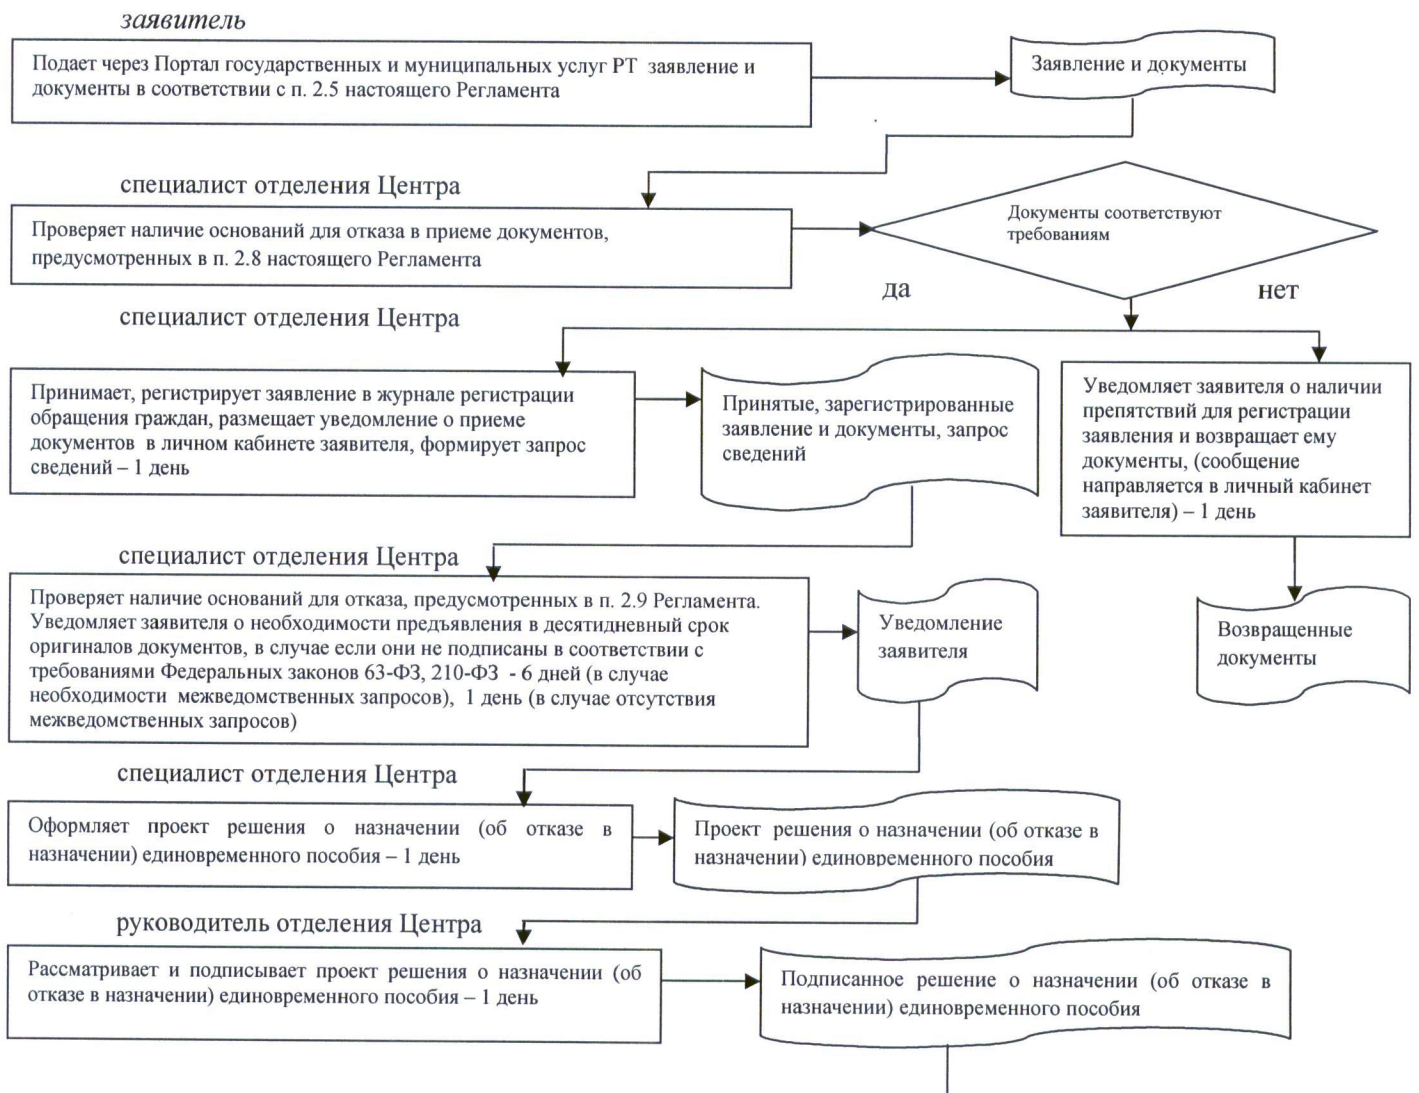 заявитель
Подает через Портал государственных и муниципальных услуг РТ заявление и
документы в соответствии с п. 2.5 настоящего Регламента
Заявление и документы
специалист отделения Центра
Проверяет наличие оснований для отказа в приеме документов,
предусмотренных в п. 2.8 настоящего Регламента
Документы соответствуют
требованиям
да
нет
специалист отделения Центра
Принимает, регистрирует заявление в журнале регистрации
обращения граждан, размещает уведомление о приеме
документов в личном кабинете заявителя, формирует запрос
сведений – 1 день
Принятые, зарегистрированные
заявление и документы, запрос
сведений
Уведомляет заявителя о наличии
препятствий для регистрации
заявления и возвращает ему
документы, (сообщение
направляется в личный кабинет
заявителя) – 1 день
специалист отделения Центра
Проверяет наличие оснований для отказа, предусмотренных в п. 2.9 Регламента.
Уведомляет заявителя о необходимости предъявления в десятидневный срок
оригиналов документов, в случае если они не подписаны в соответствии с
требованиями Федеральных законов 63-ФЗ, 210-ФЗ - 6 дней (в случае
необходимости межведомственных запросов), 1 день (в случае отсутствия
межведомственных запросов)
Уведомление
заявителя
Возвращенные
документы
специалист отделения Центра
Оформляет проект решения о назначении (об отказе в
назначении) единовременного пособия – 1 день
Проект решения о назначении (об отказе в
назначении) единовременного пособия
руководитель отделения Центра
Рассматривает и подписывает проект решения о назначении (об
отказе в назначении) единовременного пособия – 1 день
Подписанное решение о назначении (об отказе в
назначении) единовременного пособия